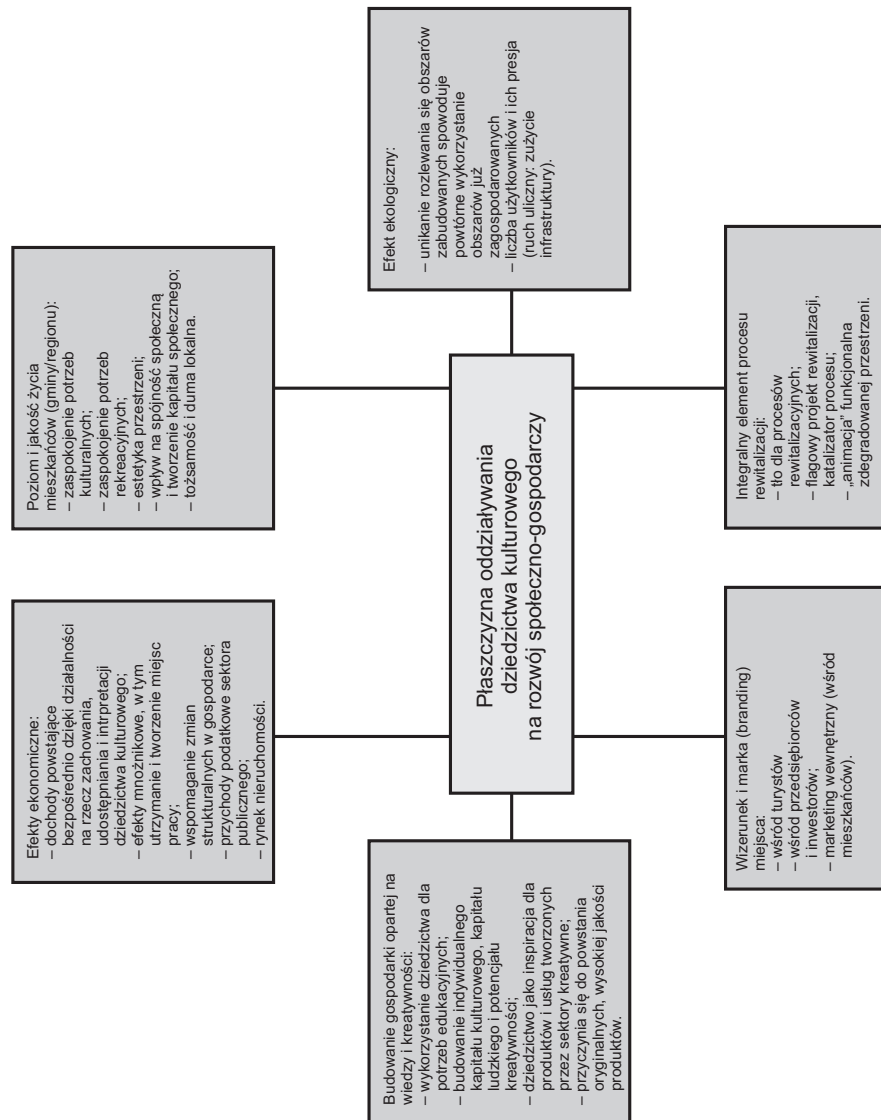 Efekty ekonomiczne:
– dochody powstające
bezpośrednio dzięki działalności
na rzecz zachowania,
udostępniania i intrpretacji
dziedzictwa kulturowego;
– efekty mnożnikowe, w tym
utrzymanie i tworzenie miejsc
pracy;
– wspomaganie zmian
strukturalnych w gospodarce;
– przychody podatkowe sektora
publicznego;
– rynek nieruchomości.
Poziom i jakość życia
mieszkańców (gminy/regionu):
– zaspokojenie potrzeb
kulturalnych;
– zaspokojenie potrzeb
rekreacyjnych;
– estetyka przestrzeni;
– wpływ na spójność społeczną
i tworzenie kapitału społecznego;
– tożsamość i duma lokalna.
Budowanie gospodarki opartej na
wiedzy i kreatywności:
– wykorzystanie dziedzictwa dla
potrzeb edukacyjnych;
– budowanie indywidualnego
kapitału kulturowego, kapitału
ludzkiego i potencjału
kreatywności;
– dziedzictwo jako inspiracja dla
produktów i usług tworzonych
przez sektory kreatywne;
– przyczynia się do powstania
oryginalnych, wysokiej jakości
produktów.
Płaszczyzna oddziaływania
dziedzictwa kulturowego
na rozwój społeczno-gospodarczy
Efekt ekologiczny:
– unikanie rozlewania się obszarów
zabudowanych spowoduje
powtórne wykorzystanie
obszarów już
zagospodarowanych
– liczba użytkowników i ich presja
(ruch uliczny: zużycie
infrastruktury).
Wizerunek i marka (branding)
miejsca:
– wśród turystów
– wśród przedsiębiorców
i inwestorów;
– marketing wewnętrzny (wśród
mieszkańców).
Integralny element procesu
rewitalizacji:
– tło dla procesów
rewitalizacyjnych;
– flagowy projekt rewitalizacji,
katalizator procesu;
– „animacja” funkcjonalna
zdegradowanej przestrzeni.